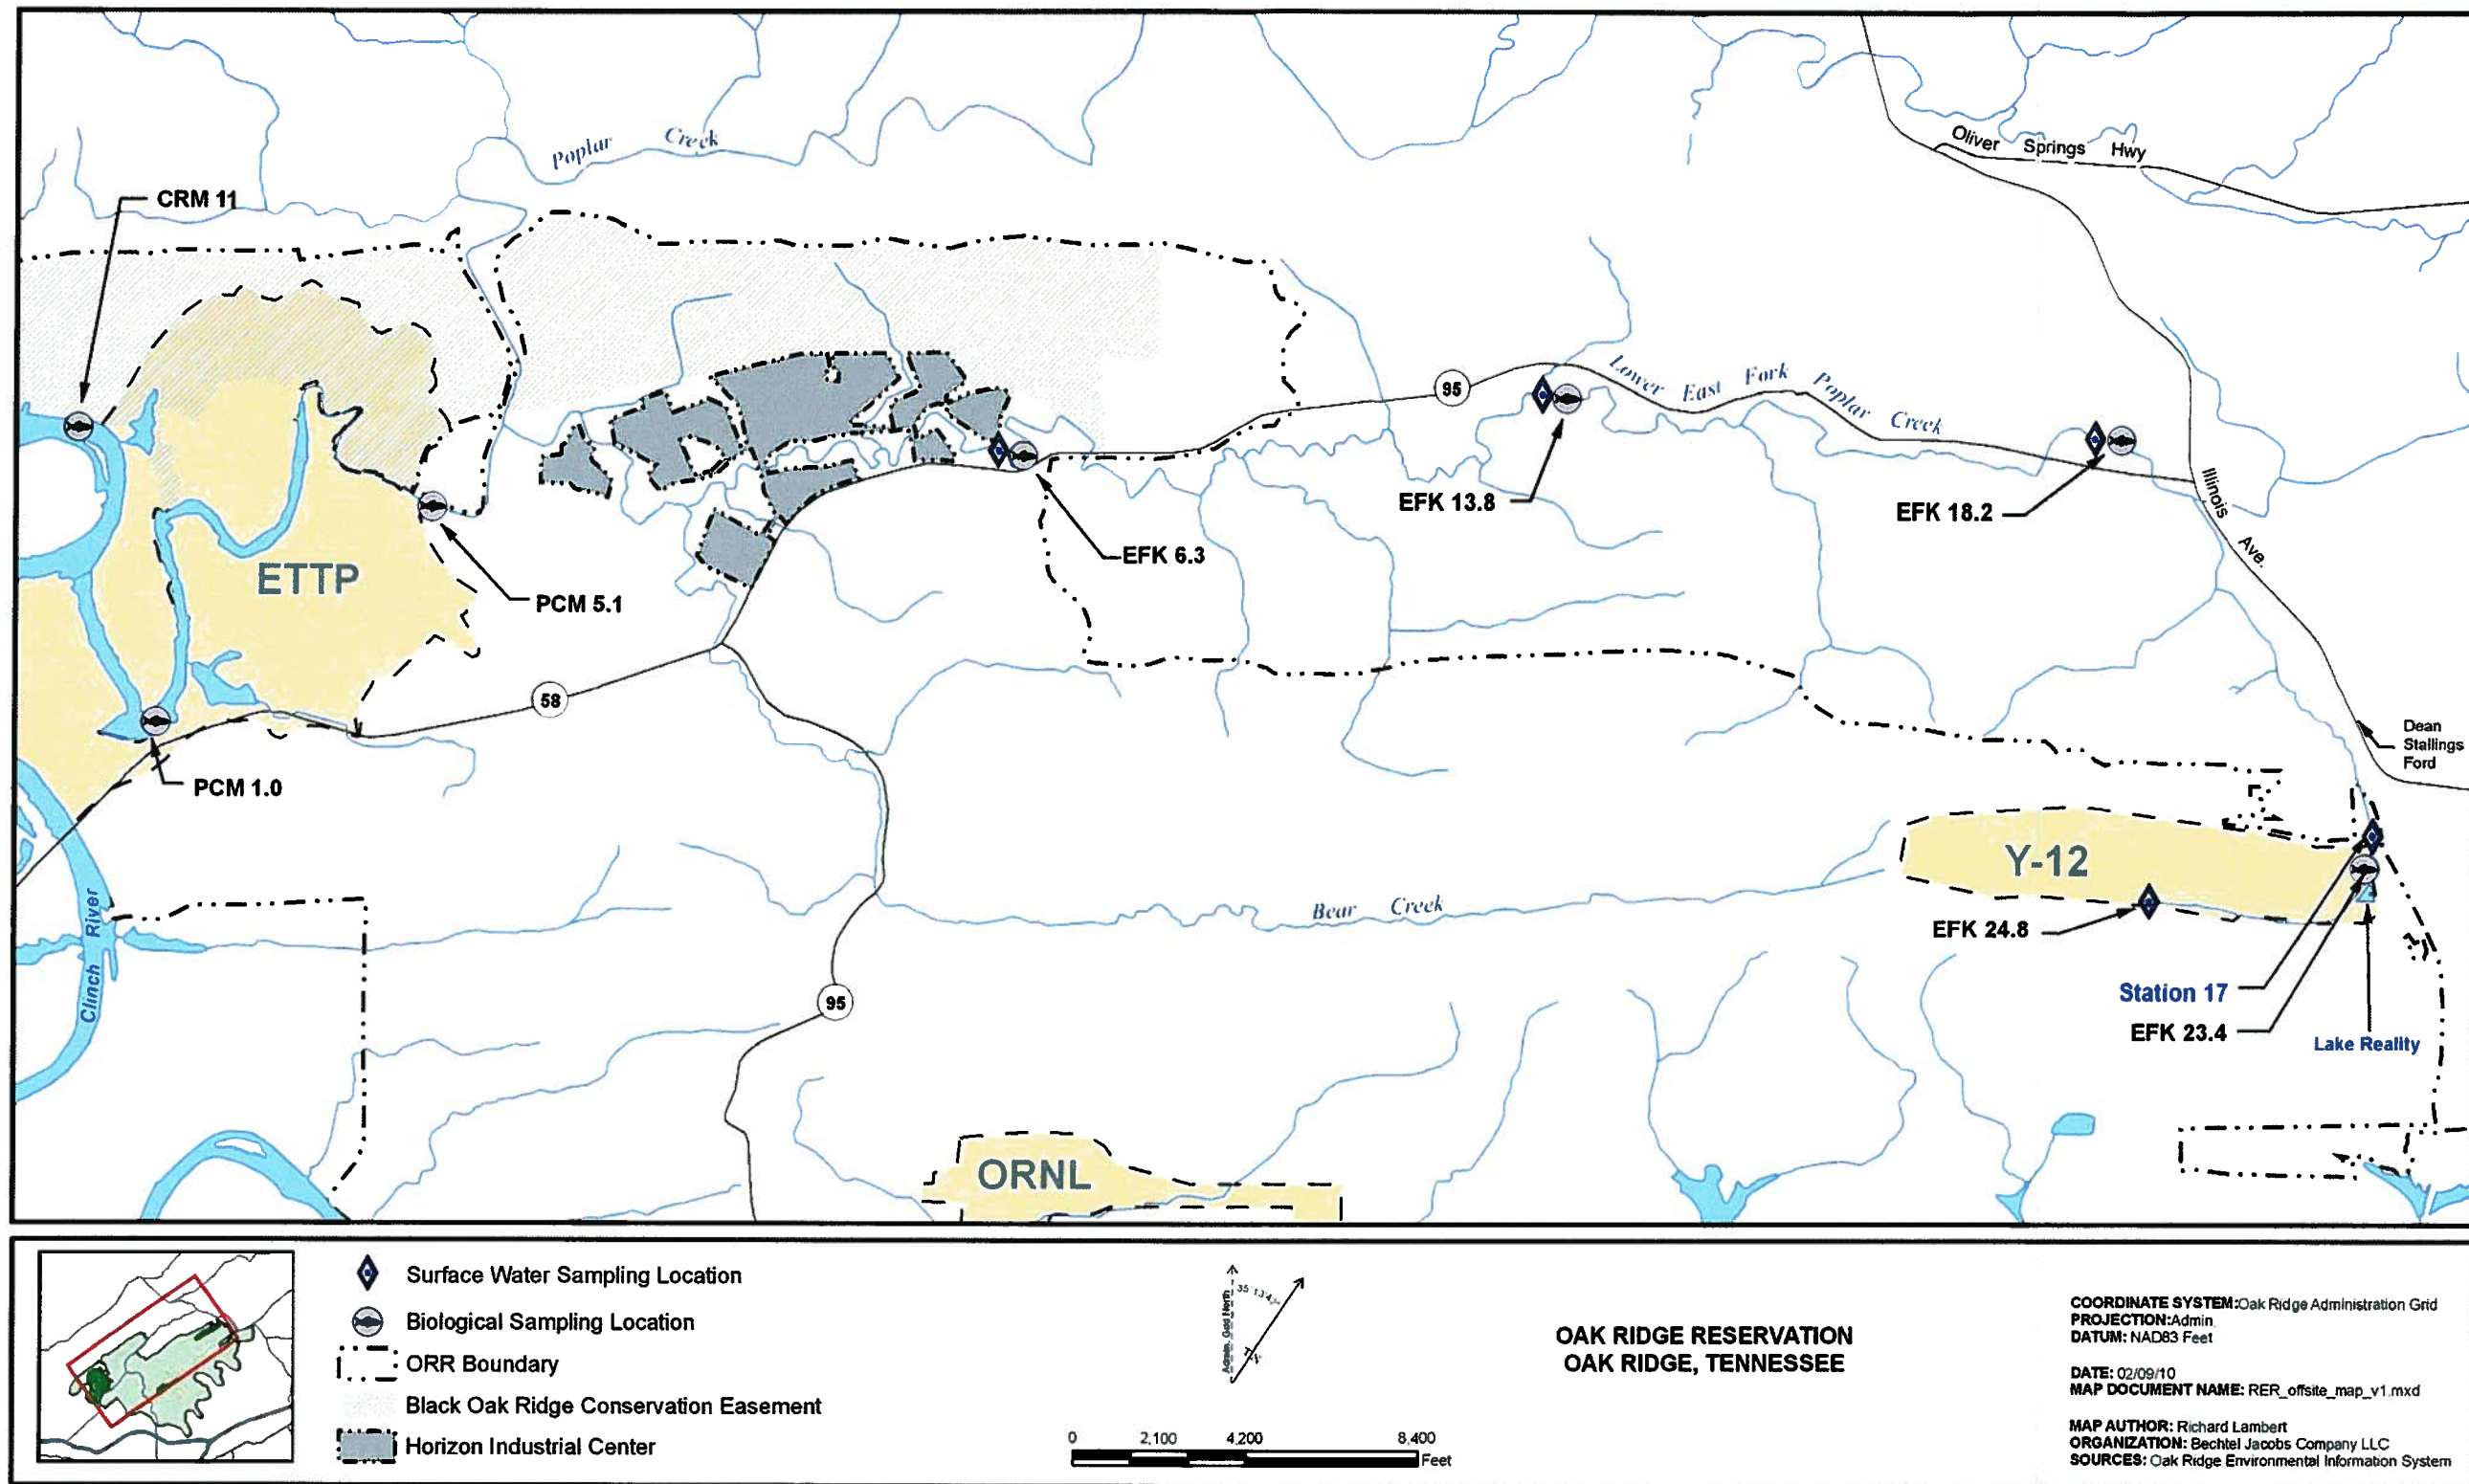 Poplar Creek
Oliver Springs Hwy
CRM 11
95
Lower East Fork Poplar Creek
Illinois Ave.
EFK 13.8
EFK 18.2
EFK 6.3
ETTP
PCM 5.1
58
Dean
Stallings
Ford
PCM 1.0
Y-12
Clinch River
Bear Creek
EFK 24.8
Station 17
95
EFK 23.4
Lake Reality
ORNL
Surface Water Sampling Location
Biological Sampling Location
ORR Boundary
Black Oak Ridge Conservation Easement
Horizon Industrial Center
Admin. Grid North
0 2,100 4,200 8,400
Feet
OAK RIDGE RESERVATION
OAK RIDGE, TENNESSEE
COORDINATE SYSTEM:Oak Ridge Administration Grid
PROJECTION:Admin.
DATUM: NAD83 Feet
DATE: 02/09/10
MAP DOCUMENT NAME: RER_offsite_map_v1.mxd
MAP AUTHOR: Richard Lambert
ORGANIZATION: Bechtel Jacobs Company LLC
SOURCES: Oak Ridge Environmental Information System